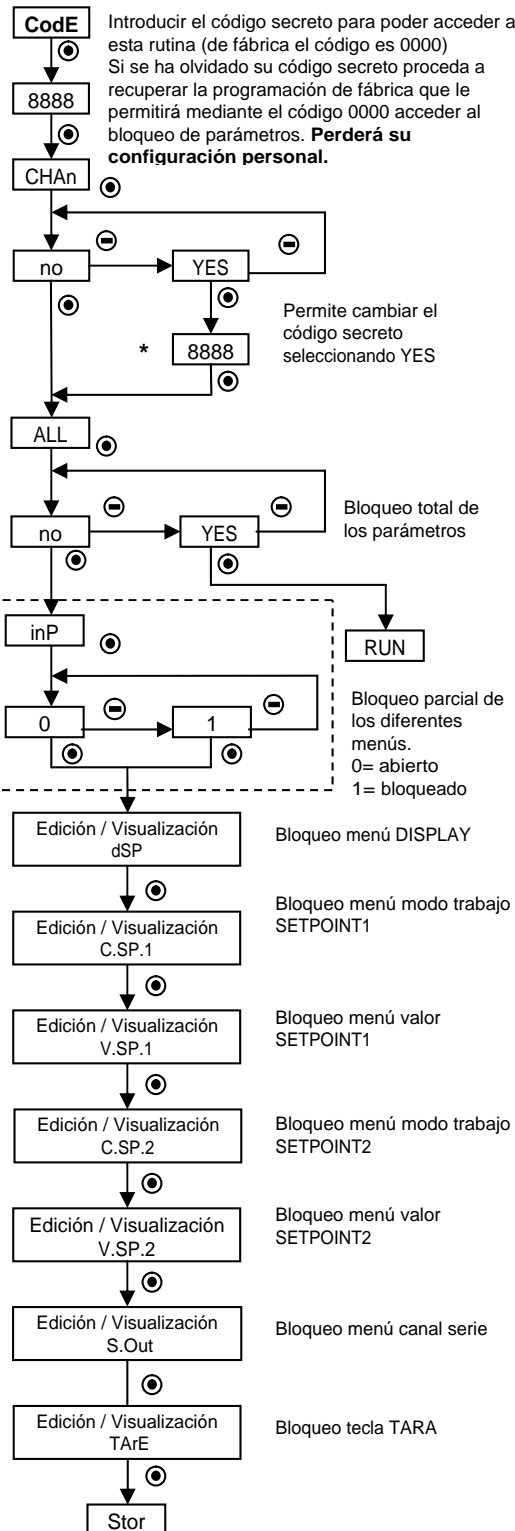 CodE
Introducir el código secreto para poder acceder a
esta rutina (de fábrica el código es 0000)
Si se ha olvidado su código secreto proceda a
recuperar la programación de fábrica que le
permitirá mediante el código 0000 acceder al
bloqueo de parámetros. Perderá su
configuración personal.
8888
CHAn
no
YES
Permite cambiar el
código secreto
seleccionando YES
*
8888
ALL
no
YES
Bloqueo total de
los parámetros
inP
RUN
0
1
Bloqueo parcial de
los diferentes
menús.
0= abierto
1= bloqueado
Edición / Visualización
dSP
Bloqueo menú DISPLAY
Edición / Visualización
C.SP.1
Bloqueo menú modo trabajo
SETPOINT1
Edición / Visualización
V.SP.1
Bloqueo menú valor
SETPOINT1
Edición / Visualización
C.SP.2
Bloqueo menú modo trabajo
SETPOINT2
Edición / Visualización
V.SP.2
Bloqueo menú valor
SETPOINT2
Edición / Visualización
S.Out
Bloqueo menú canal serie
Edición / Visualización
TArE
Bloqueo tecla TARA
Stor